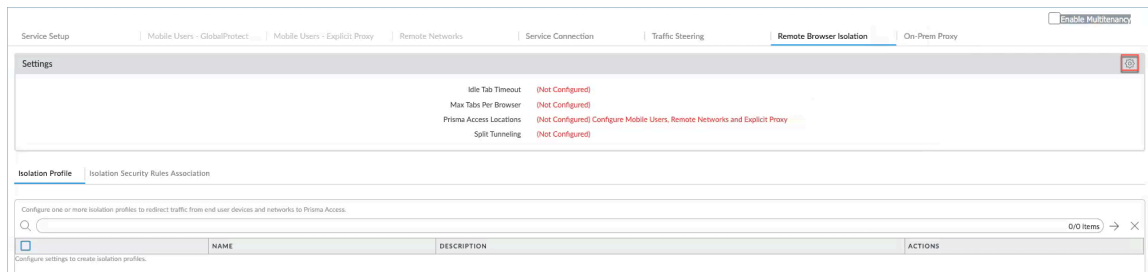 Enable Multitenancy
Service Setup Mobile Users - GlobalProtect Mobile Users - Explicit Proxy Remote Networks Service Connection Traffic Steering Remote Browser Isolation On-Prem Proxy
Settings
Idle Tab Timeout (Not Configured)
Max Tabs Per Browser (Not Configured)
Prisma Access Locations (Not Configured) Configure Mobile Users, Remote Networks and Explicit Proxy
Split Tunneling (Not Configured)
Isolation Profile Isolation Security Rules Association
Configure one or more isolation profiles to redirect traffic from end user devices and networks to Prisma Access.
0/0 items
NAME DESCRIPTION ACTIONS
Configure settings to create isolation profiles.